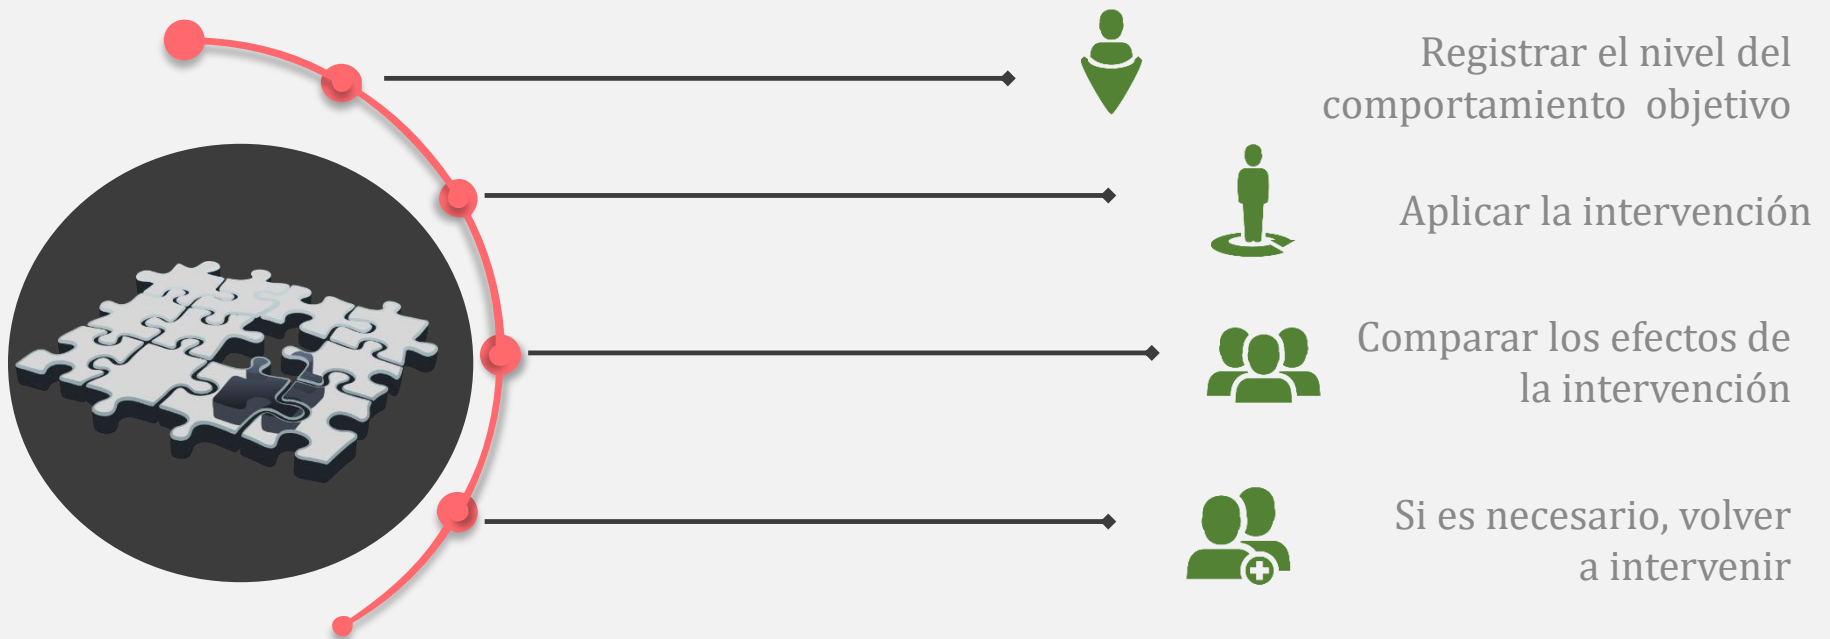 Registrar el nivel del
comportamiento  objetivo
Aplicar la intervención
Comparar los efectos de
la intervención
Si es necesario, volver
a intervenir